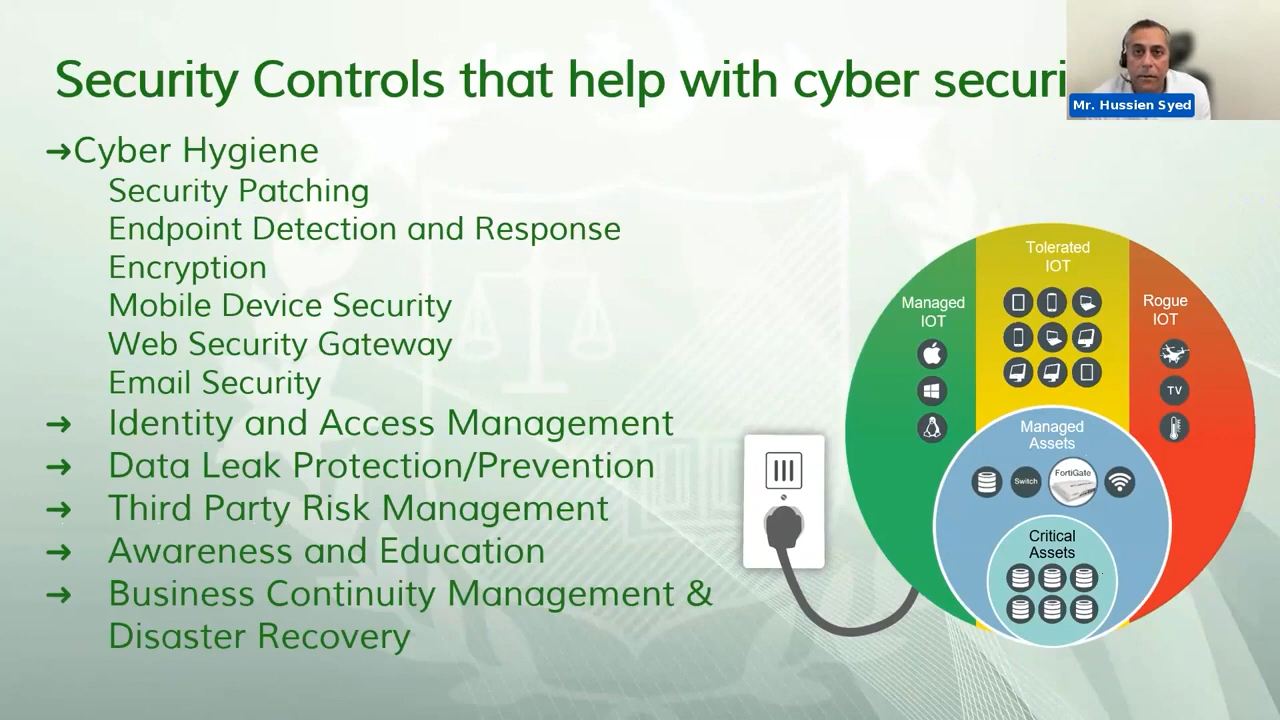 Security Controls that help with cyber securi
Mr. Hussien Syed
➜Cyber Hygiene
Security Patching
Endpoint Detection and Response
Encryption
Mobile Device Security
Web Security Gateway
Email Security
➜ Identity and Access Management
➜ Data Leak Protection/Prevention
➜ Third Party Risk Management
➜ Awareness and Education
➜ Business Continuity Management &
Disaster Recovery
Tolerated
IOT
Managed
IOT
Rogue
IOT
TV
Managed
Assets
Switch
FortiGate
Critical
Assets